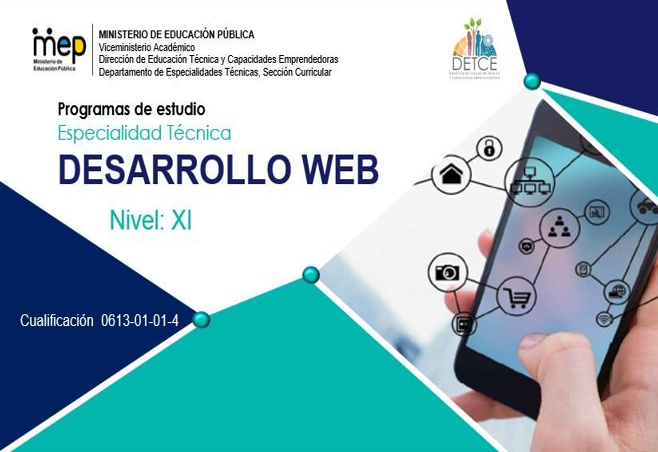 mep
Ministerio de
Educación Pública
MINISTERIO DE EDUCACIÓN PÚBLICA
Viceministerio Académico
Dirección de Educación Técnica y Capacidades Emprendedoras
Departamento de Especialidades Técnicas, Sección Curricular
DETCE
Programas de estudio
Especialidad Técnica
DESARROLLO WEB
Nivel: XI
Cualificación 0613-01-01-4